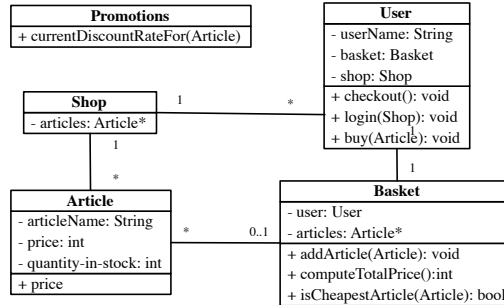 Promotions
+ currentDiscountRateFor(Article)
User
- userName: String
- basket: Basket
- shop: Shop
+ checkout(): void
+ login(Shop): void
+ buy(Article): void
Shop
- articles: Article*
1
*
1
*
1
1
Article
- articleName: String
- price: int
- quantity-in-stock: int
+ price
*
0..1
Basket
- user: User
- articles: Article*
+ addArticle(Article): void
+ computeTotalPrice():int
+ isCheapestArticle(Article): bool